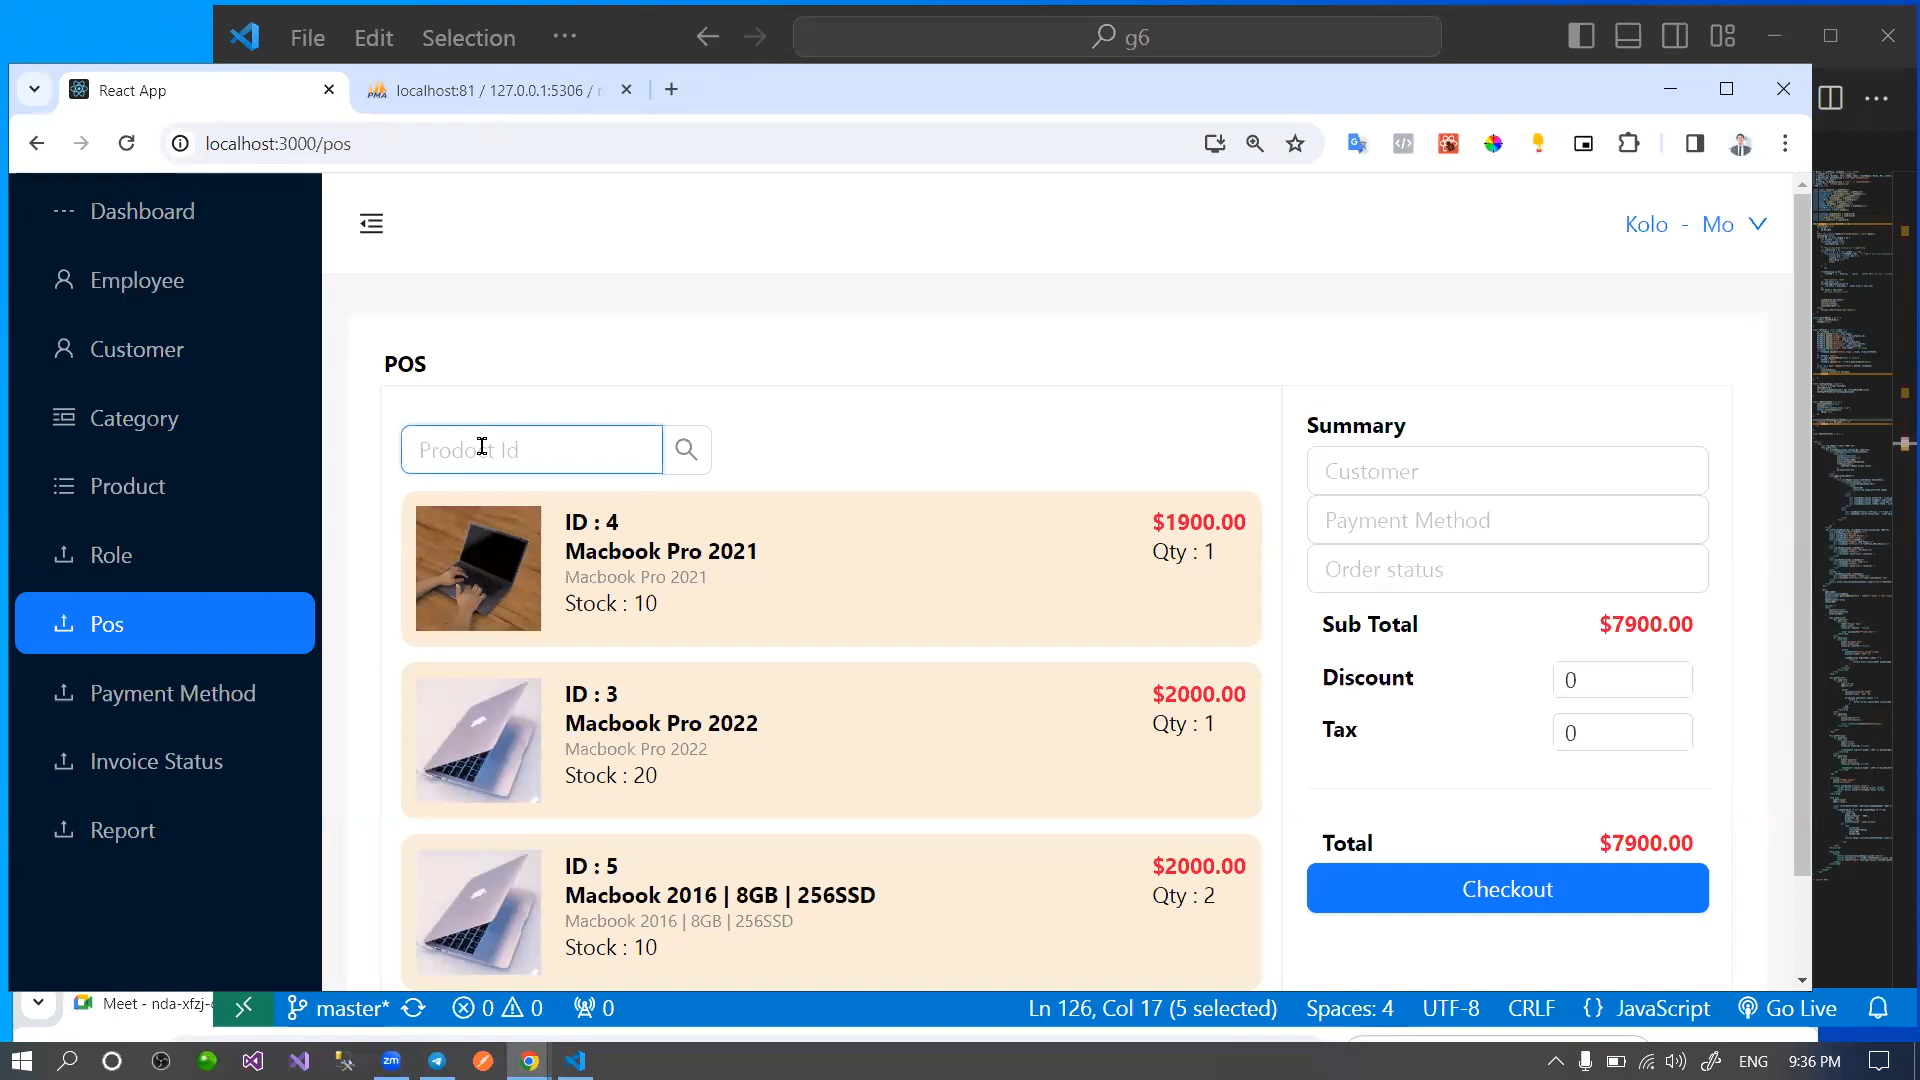 File Edit Selection ···
g6
React App
localhost:81 / 127.0.0.1:5306 /
localhost:3000/pos
Dashboard
Employee
Customer
Category
Product
Role
Pos
Payment Method
Invoice Status
Report
Kolo - Mo
POS
Product Id
ID : 4
Macbook Pro 2021
Macbook Pro 2021
Stock : 10
$1900.00
Qty : 1
ID : 3
Macbook Pro 2022
Macbook Pro 2022
Stock : 20
$2000.00
Qty : 1
ID : 5
Macbook 2016 | 8GB | 256SSD
Macbook 2016 | 8GB | 256SSD
Stock : 10
$2000.00
Qty : 2
Summary
Customer
Payment Method
Order status
Sub Total $7900.00
Discount 0
Tax 0
Total $7900.00
Checkout
Meet - nda-xfzj-
master* 0 0 0
Ln 126, Col 17 (5 selected) Spaces: 4 UTF-8 CRLF {} JavaScript Go Live
zm
ENG 9:36 PM